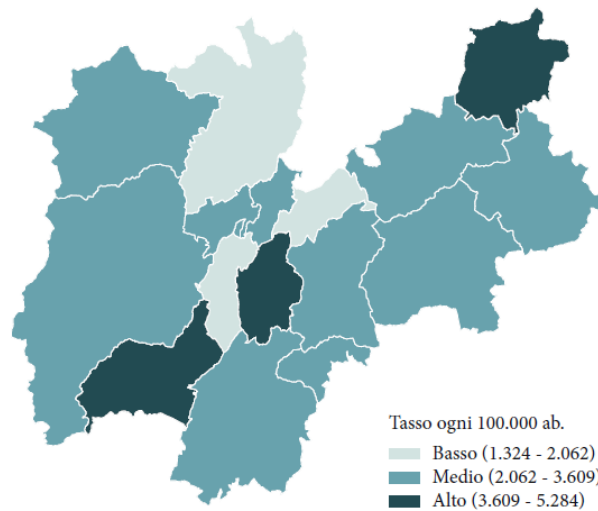 Tasso ogni 100.000 ab.
Basso (1.324 - 2.062)
Medio (2.062 - 3.609)
Alto (3.609 - 5.284)